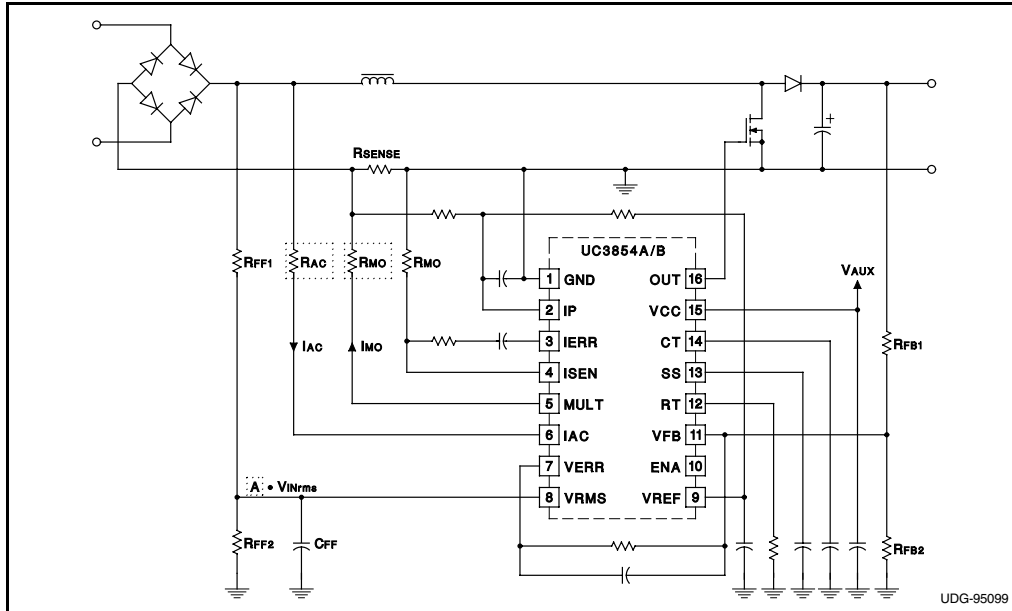 RSENSE
UC3854A/B
RFF1
RAC
RMO
RMO
1 GND
OUT 16
VAUX
2 IP
VCC 15
3 IERR
CT 14
RFB1
IAC
IMO
4 ISEN
SS 13
5 MULT
RT 12
6 IAC
VFB 11
7 VERR
ENA 10
A • VINrms
8 VRMS
VREF 9
RFF2
CFF
RFB2
+
UDG-95099